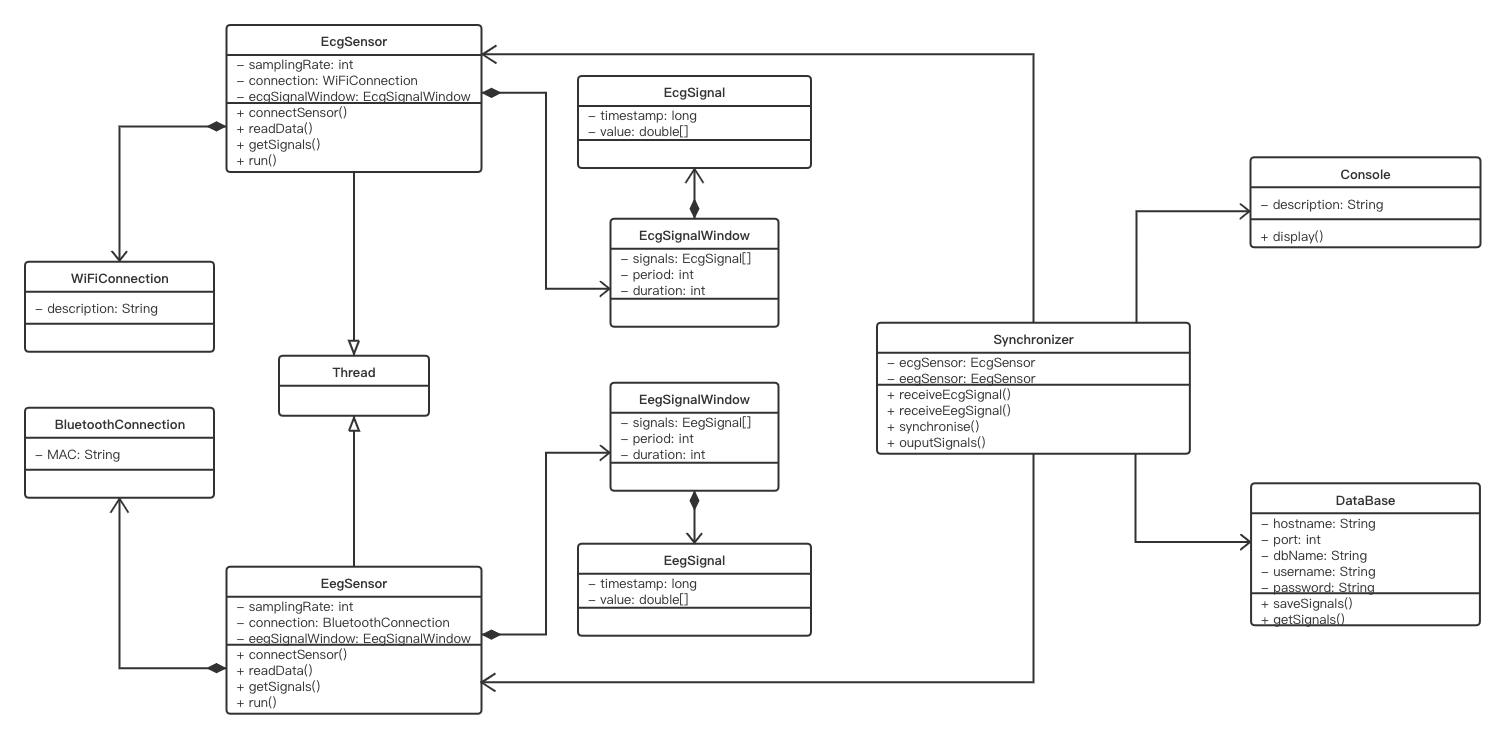 EcgSensor
– samplingRate: int
– connection: WiFiConnection
– ecgSignalWindow: EcgSignalWindow
+ connectSensor()
+ readData()
+ getSignals()
+ run()
EcgSignal
– timestamp: long
– value: double[]
EcgSignalWindow
– signals: EcgSignal[]
– period: int
– duration: int
Console
– description: String
+ display()
WiFiConnection
– description: String
Thread
Synchronizer
– ecgSensor: EcgSensor
– eegSensor: EegSensor
+ receiveEcgSignal()
+ receiveEegSignal()
+ synchronise()
+ ouputSignals()
BluetoothConnection
– MAC: String
EegSignalWindow
– signals: EegSignal[]
– period: int
– duration: int
EegSignal
– timestamp: long
– value: double[]
DataBase
– hostname: String
– port: int
– dbName: String
– username: String
– password: String
+ saveSignals()
+ getSignals()
EegSensor
– samplingRate: int
– connection: BluetoothConnection
– eegSignalWindow: EegSignalWindow
+ connectSensor()
+ readData()
+ getSignals()
+ run()